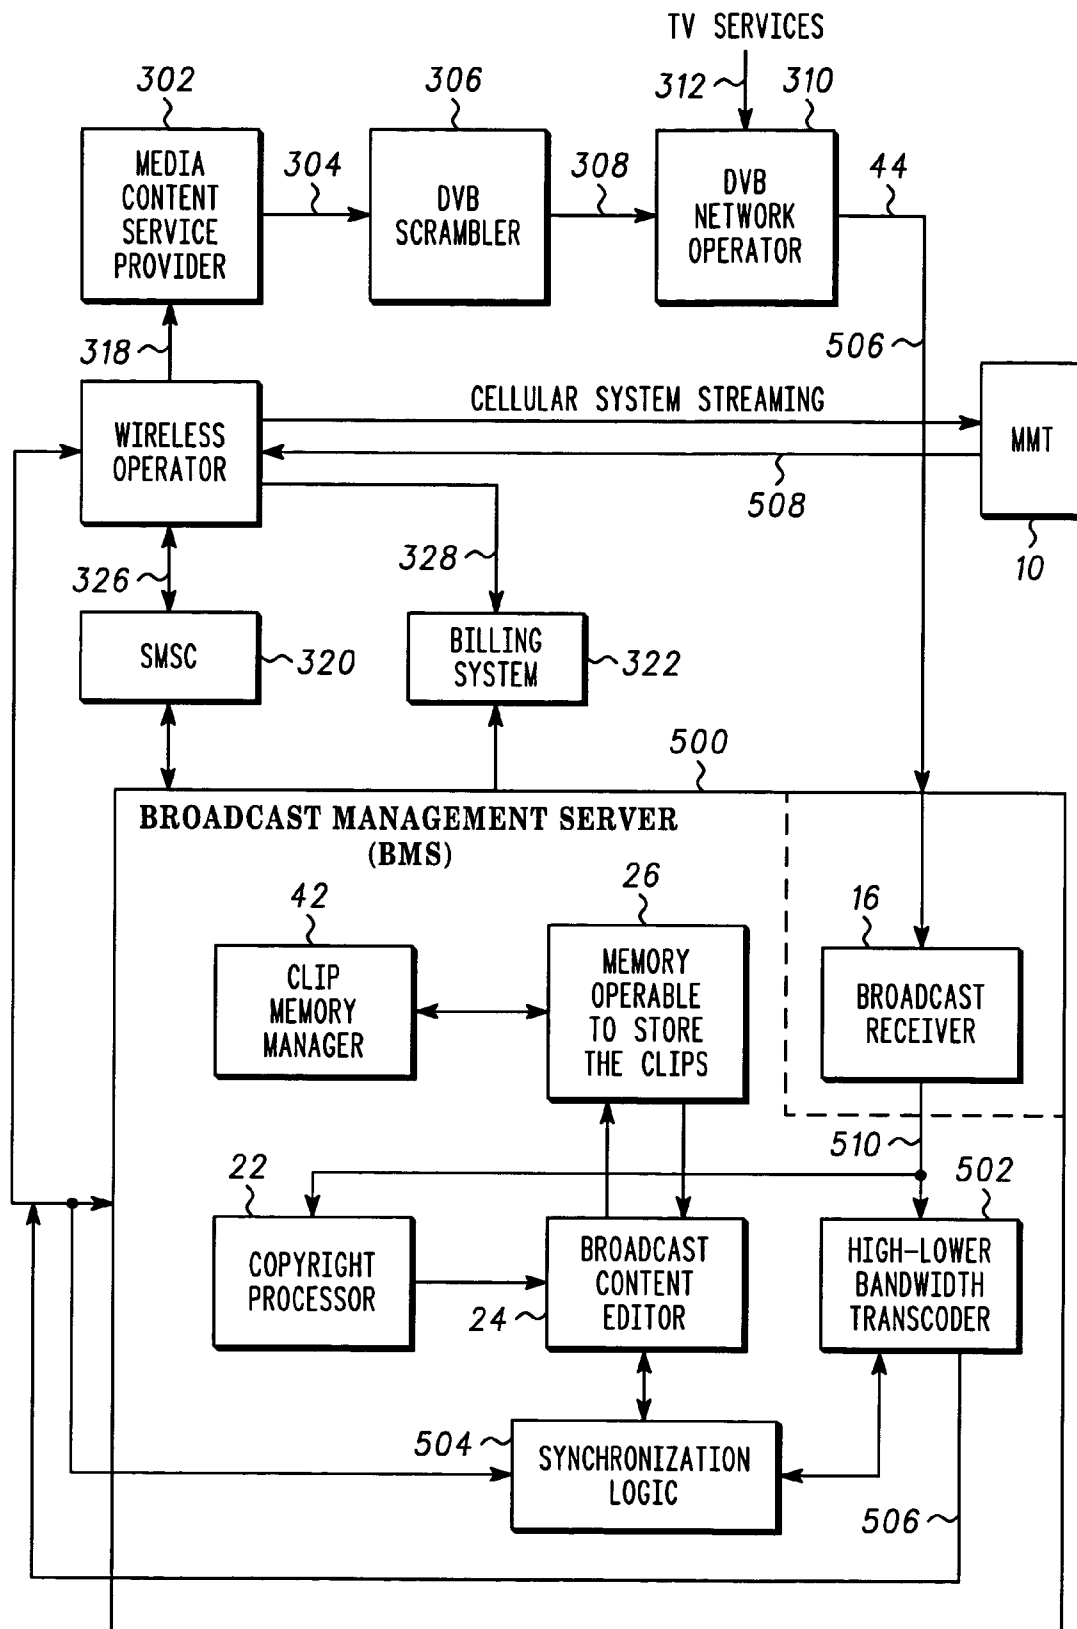 TV SERVICES
302
306
312
310
MEDIA
CONTENT
SERVICE
PROVIDER
304
DVB
SCRAMBLER
308
DVB
NETWORK
OPERATOR
44
318
506
WIRELESS
OPERATOR
CELLULAR SYSTEM STREAMING
MMT
508
10
326
328
SMSC
320
BILLING
SYSTEM
322
500
BROADCAST MANAGEMENT SERVER
(BMS)
42
26
16
CLIP
MEMORY
MANAGER
MEMORY
OPERABLE
TO STORE
THE CLIPS
BROADCAST
RECEIVER
510
22
502
COPYRIGHT
PROCESSOR
BROADCAST
CONTENT
EDITOR
24
HIGH-LOWER
BANDWIDTH
TRANSCODER
504
SYNCHRONIZATION
LOGIC
506